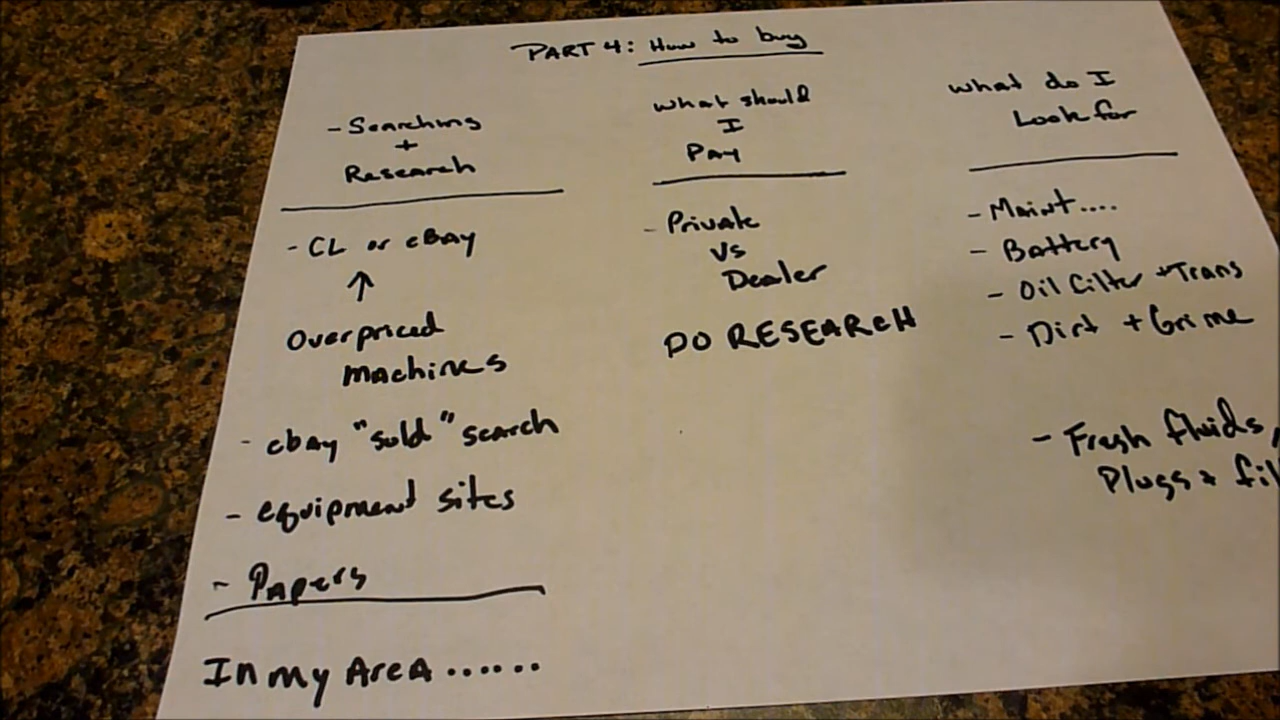 PART 4: How to buy
- Searching
+
Research
- CL or eBay
↑
Overpriced
Machines
- ebay "sold" search
- equipment sites
- Papers
In my Area ......
what should
I
Pay
- Private
vs
Dealer
DO RESEARCH
what do I
Look for
- Maint....
- Battery
- Oil Cilter + Trans
- Dirt + Grime
- Fresh fluids,
Plugs + fil